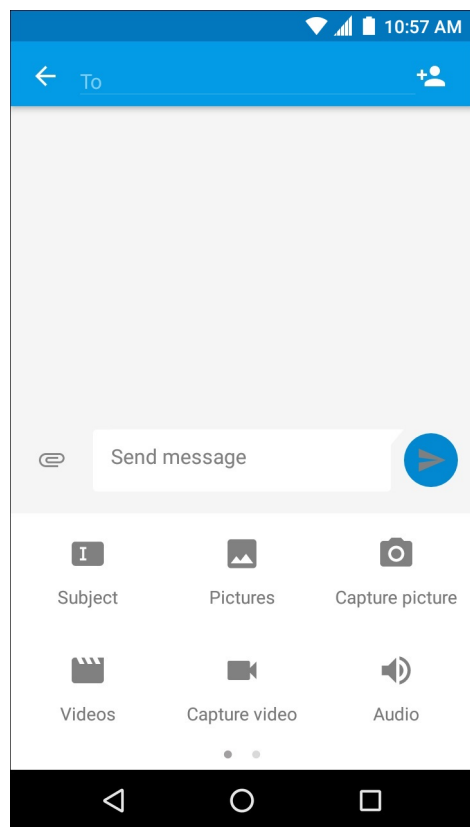 10:57 AM
To
Send message
Subject
Pictures
Capture picture
Videos
Capture video
Audio